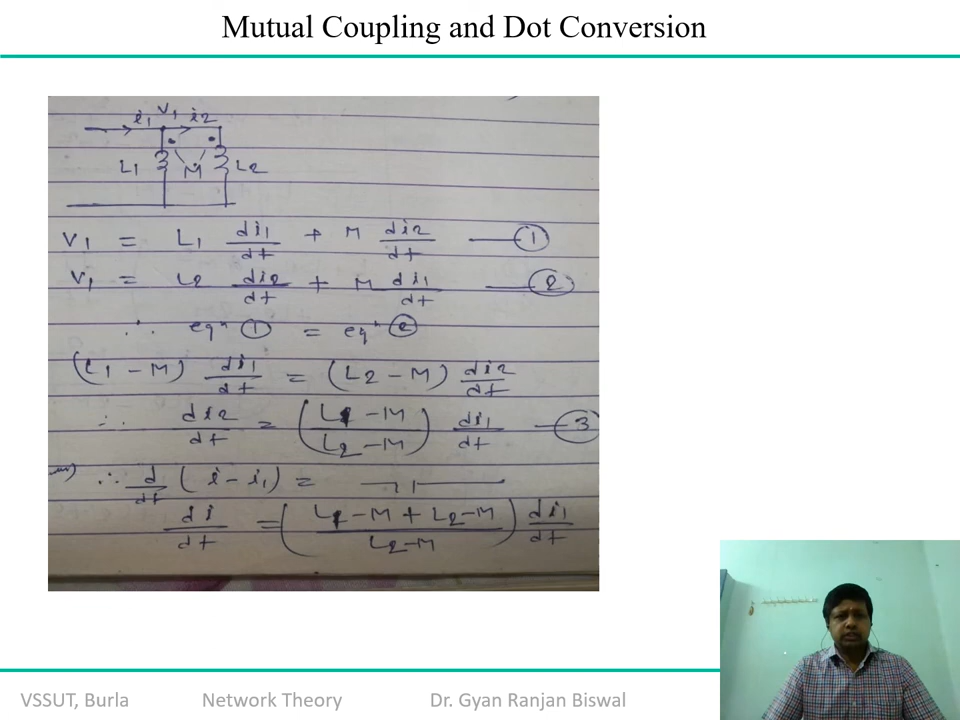 Mutual Coupling and Dot Conversion
i1 V1 i2
L1 M L2
V1 = L1 di1/dt + M di2/dt —— ①
V1 = L2 di2/dt + M di1/dt —— ②
∴ eqn ① = eqn ②
(L1 - M) di1/dt = (L2 - M) di2/dt
∴ di2/dt = (L1 - M / L2 - M) di1/dt — ③
∴ d/dt (i - i1) = —〃—
di/dt = (L1 - M + L2 - M / L2 - M) di1/dt
VSSUT, Burla Network Theory Dr. Gyan Ranjan Biswal